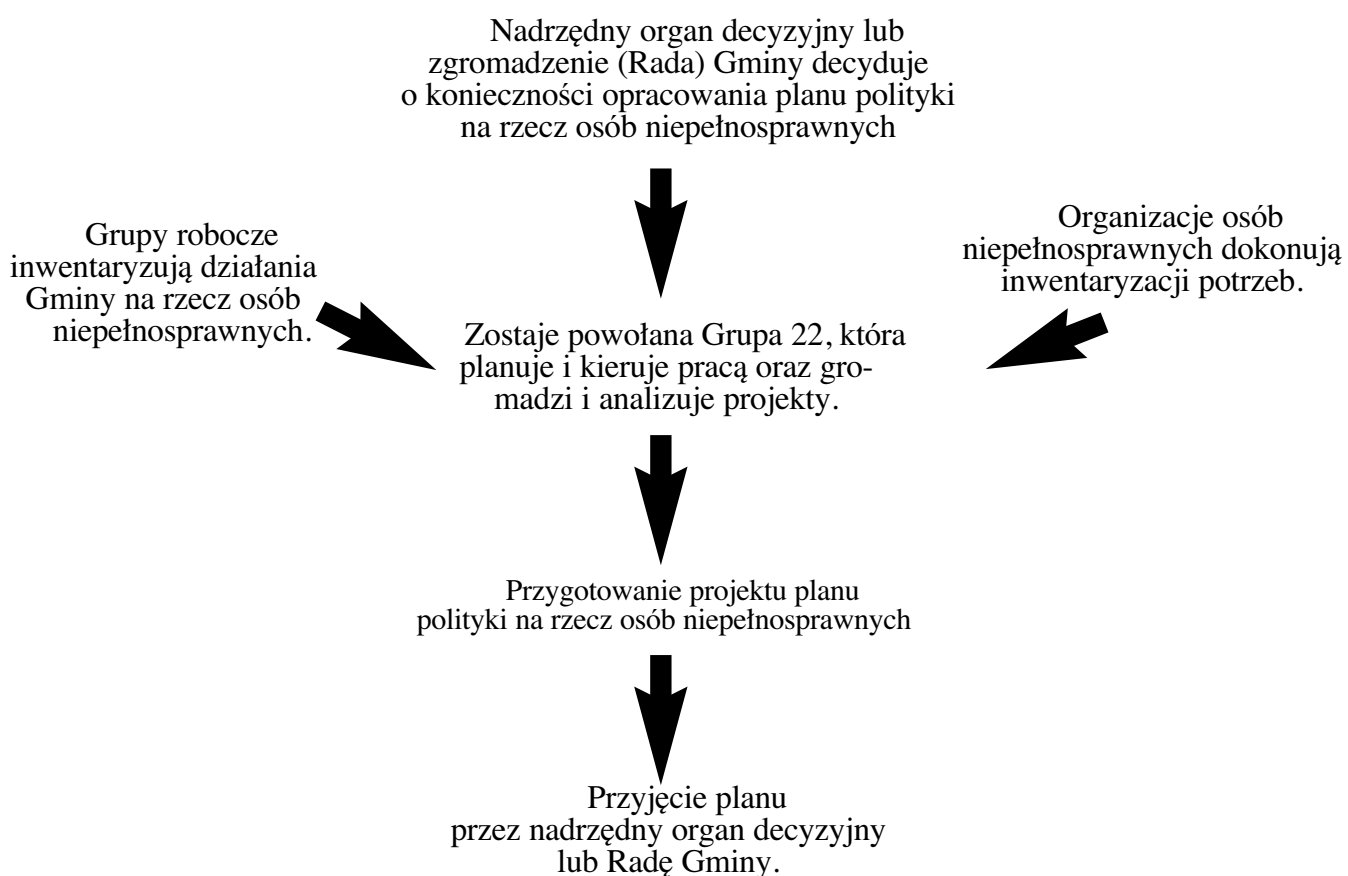 Nadrzędny organ decyzyjny lub
zgromadzenie (Rada) Gminy decyduje
o konieczności opracowania planu polityki
na rzecz osób niepełnosprawnych
Grupy robocze
inwentaryzują działania
Gminy na rzecz osób
niepełnosprawnych.
Organizacje osób
niepełnosprawnych dokonują
inwentaryzacji potrzeb.
Zostaje powołana Grupa 22, która
planuje i kieruje pracą oraz gro-
madzi i analizuje projekty.
Przygotowanie projektu planu
polityki na rzecz osób niepełnosprawnych
Przyjęcie planu
przez nadrzędny organ decyzyjny
lub Radę Gminy.